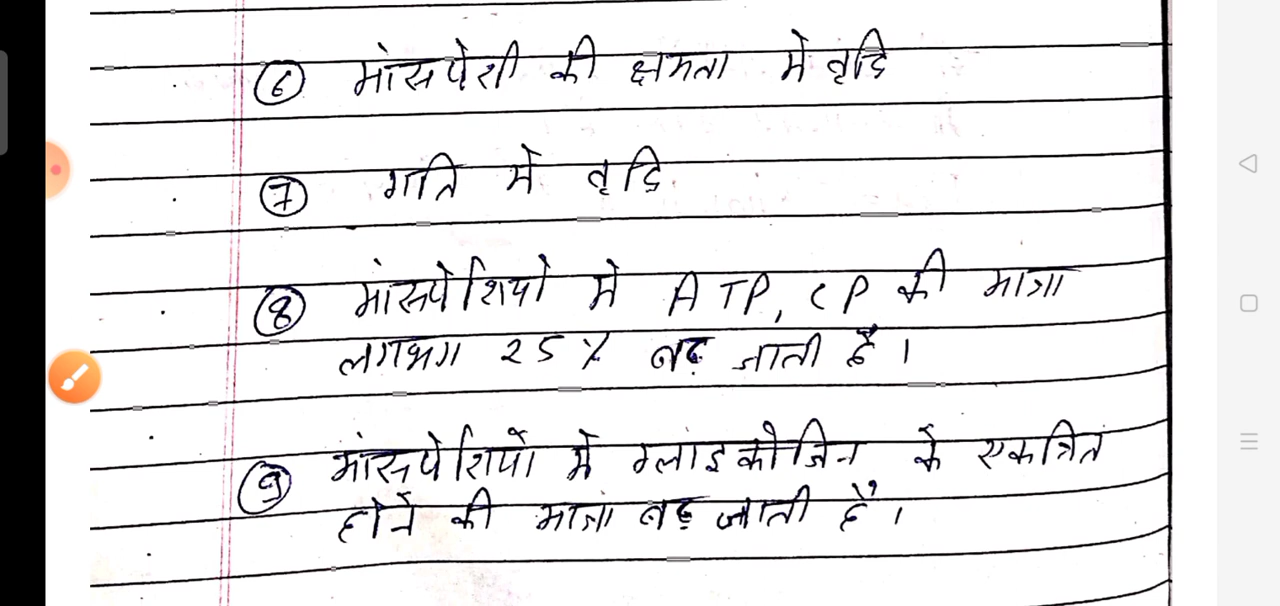 ⑥ मांसपेशी की क्षमता में वृद्धि
⑦ गति में वृद्धि
⑧ मांसपेशियों में ATP, CP की मात्रा
लगभग 25% बढ़ जाती है।
⑨ मांसपेशियों में ग्लाइकोजिन के एकत्रित
होने की मात्रा बढ़ जाती है।